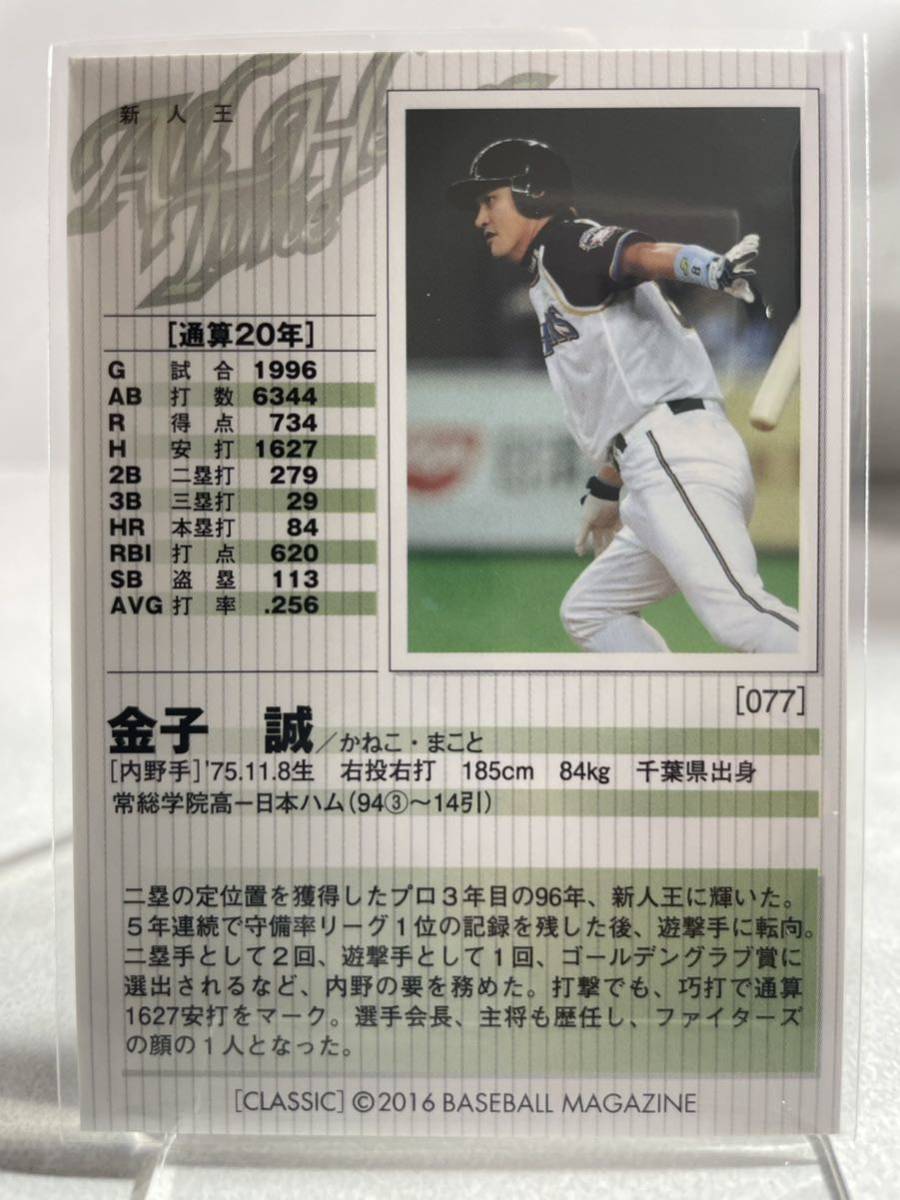 新人王
All-Time
[通算20年]
G 試合 1996
AB 打数 6344
R 得点 734
H 安打 1627
2B 二塁打 279
3B 三塁打 29
HR 本塁打 84
RBI 打点 620
SB 盗塁 113
AVG 打率 .256
[077]
金子 誠/かねこ・まこと
[内野手]'75.11.8生 右投右打 185cm 84kg 千葉県出身
常総学院高ー日本ハム(94③〜14引)
二塁の定位置を獲得したプロ3年目の96年、新人王に輝いた。
5年連続で守備率リーグ1位の記録を残した後、遊撃手に転向。
二塁手として2回、遊撃手として1回、ゴールデングラブ賞に
選出されるなど、内野の要を務めた。打撃でも、巧打で通算
1627安打をマーク。選手会長、主将も歴任し、ファイターズ
の顔の1人となった。
[CLASSIC]©2016 BASEBALL MAGAZINE